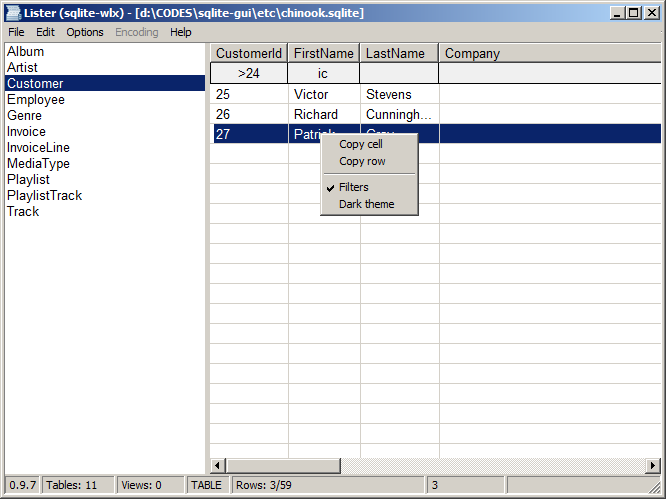 Lister (sqlite-wlx) - [d:\CODES\sqlite-gui\etc\chinook.sqlite]
File Edit Options Encoding Help
Album
Artist
Customer
Employee
Genre
Invoice
InvoiceLine
MediaType
Playlist
PlaylistTrack
Track
CustomerId FirstName LastName Company
>24 ic
25 Victor Stevens
26 Richard Cunningh...
27
Copy cell
Copy row
Filters
Dark theme
0.9.7 Tables: 11 Views: 0 TABLE Rows: 3/59 3